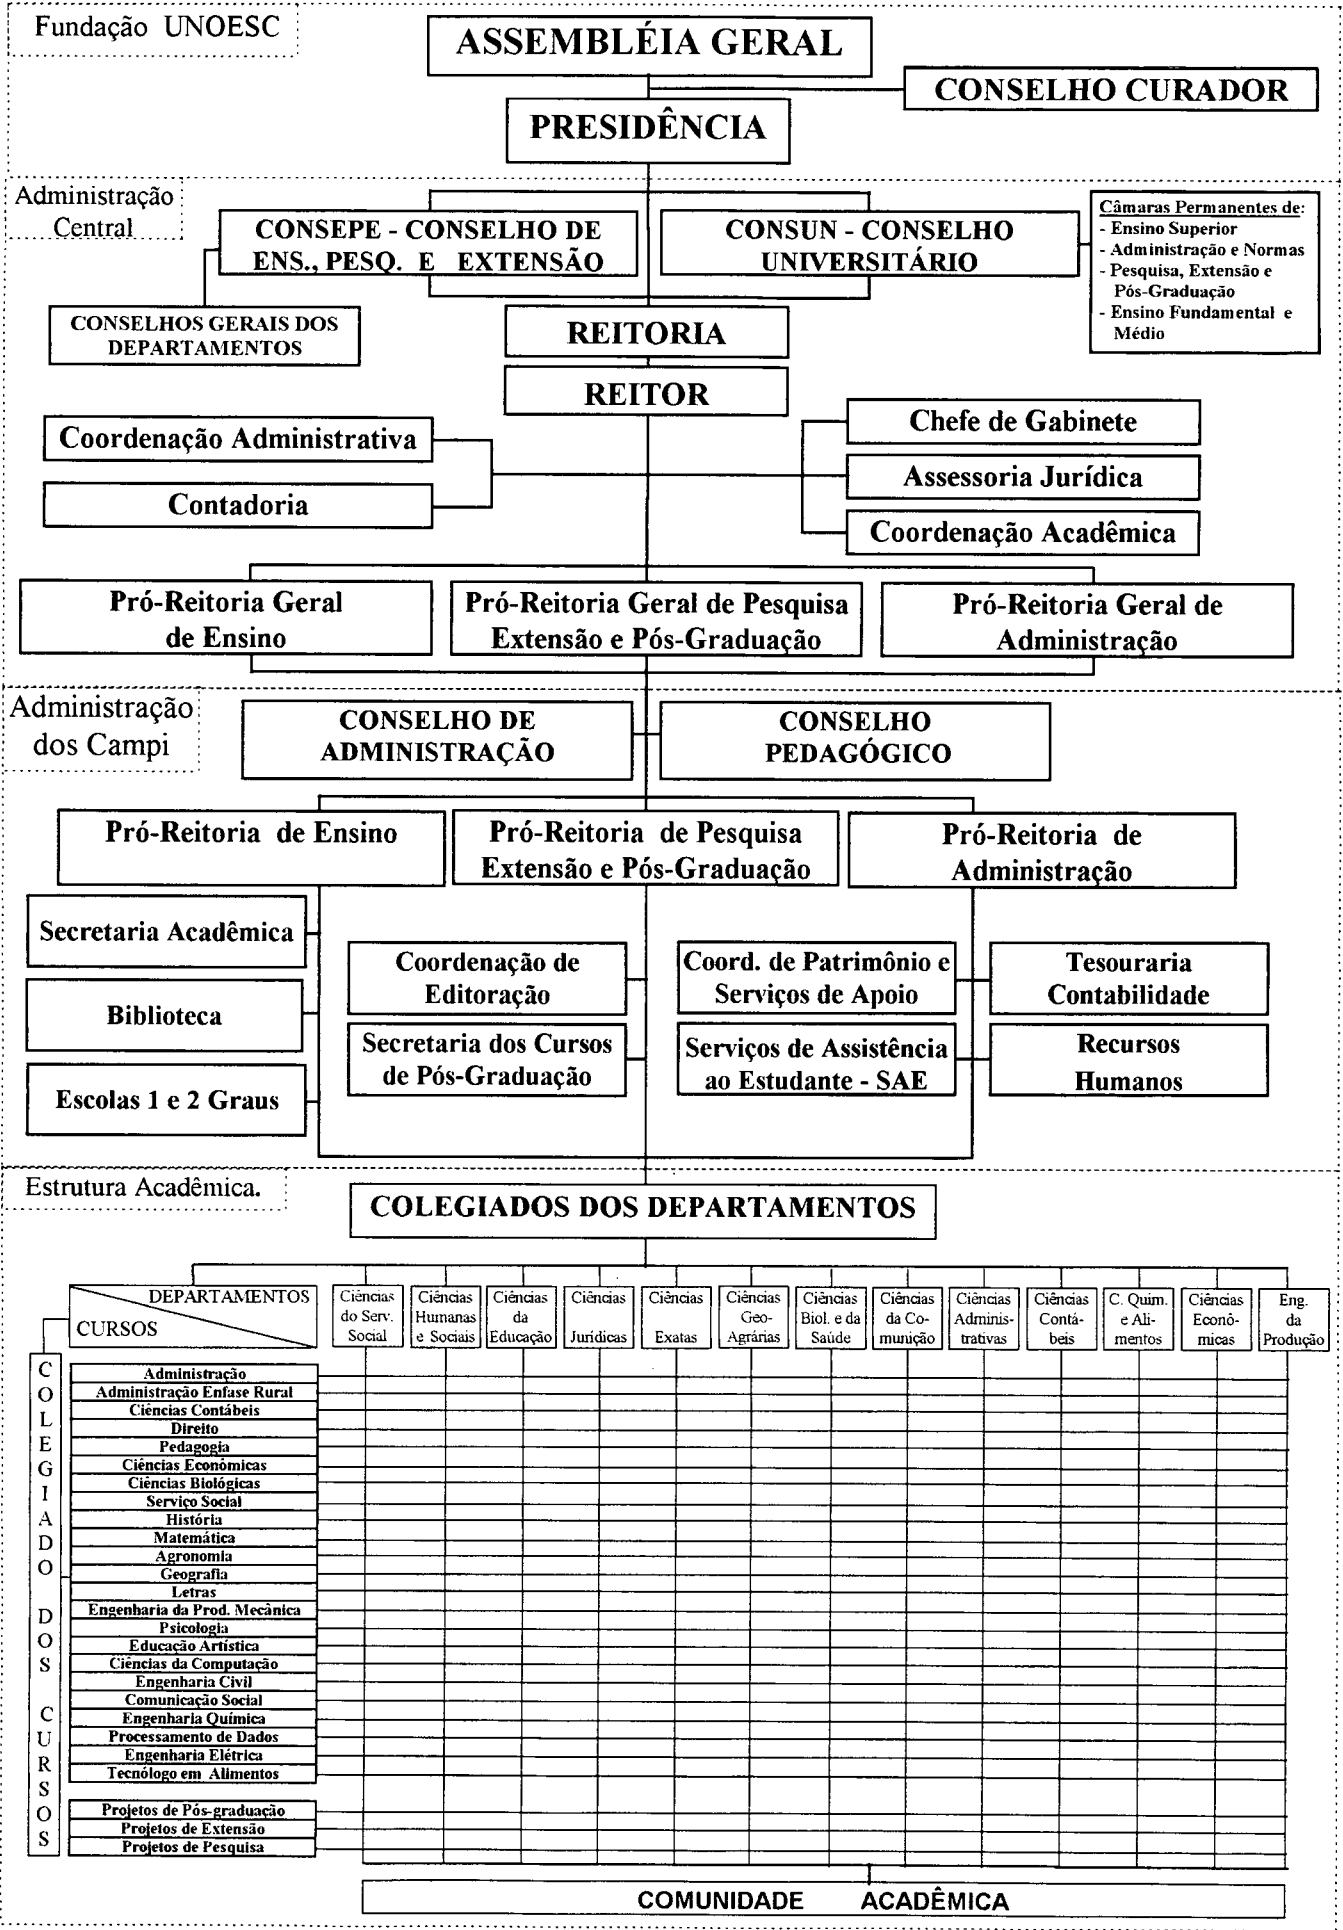 Fundação UNOESC
ASSEMBLÉIA GERAL
CONSELHO CURADOR
PRESIDÊNCIA
Administração
Central
CONSEPE - CONSELHO DE
ENS., PESQ. E EXTENSÃO
CONSUN - CONSELHO
UNIVERSITÁRIO
Câmaras Permanentes de:
- Ensino Superior
- Administração e Normas
- Pesquisa, Extensão e
Pós-Graduação
- Ensino Fundamental e
Médio
CONSELHOS GERAIS DOS
DEPARTAMENTOS
REITORIA
REITOR
Coordenação Administrativa
Contadoria
Chefe de Gabinete
Assessoria Jurídica
Coordenação Acadêmica
Pró-Reitoria Geral
de Ensino
Pró-Reitoria Geral de Pesquisa
Extensão e Pós-Graduação
Pró-Reitoria Geral de
Administração
Administração
dos Campi
CONSELHO DE
ADMINISTRAÇÃO
CONSELHO
PEDAGÓGICO
Pró-Reitoria de Ensino
Pró-Reitoria de Pesquisa
Extensão e Pós-Graduação
Pró-Reitoria de
Administração
Secretaria Acadêmica
Biblioteca
Escolas 1 e 2 Graus
Coordenação de
Editoração
Secretaria dos Cursos
de Pós-Graduação
Coord. de Patrimônio e
Serviços de Apoio
Serviços de Assistência
ao Estudante - SAE
Tesouraria
Contabilidade
Recursos
Humanos
Estrutura Acadêmica.
COLEGIADOS DOS DEPARTAMENTOS
DEPARTAMENTOS
CURSOS
Ciências
do Serv.
Social
Ciências
Humanas
e Sociais
Ciências
da
Educação
Ciências
Jurídicas
Ciências
Exatas
Ciências
Geo-
Agrárias
Ciências
Biol. e da
Saúde
Ciências
da Co-
munição
Ciências
Adminis-
trativas
Ciências
Contá-
beis
C. Quim.
e Ali-
mentos
Ciências
Econô-
micas
Eng.
da
Produção
COLEGIADO DOS CURSOS
Administração
Administração Enfase Rural
Ciências Contábeis
Direito
Pedagogia
Ciências Econômicas
Ciências Biológicas
Serviço Social
História
Matemática
Agronomia
Geografia
Letras
Engenharia da Prod. Mecânica
Psicologia
Educação Artística
Ciências da Computação
Engenharia Civil
Comunicação Social
Engenharia Química
Processamento de Dados
Engenharia Elétrica
Tecnólogo em Alimentos
Projetos de Pós-graduação
Projetos de Extensão
Projetos de Pesquisa
COMUNIDADE ACADÊMICA